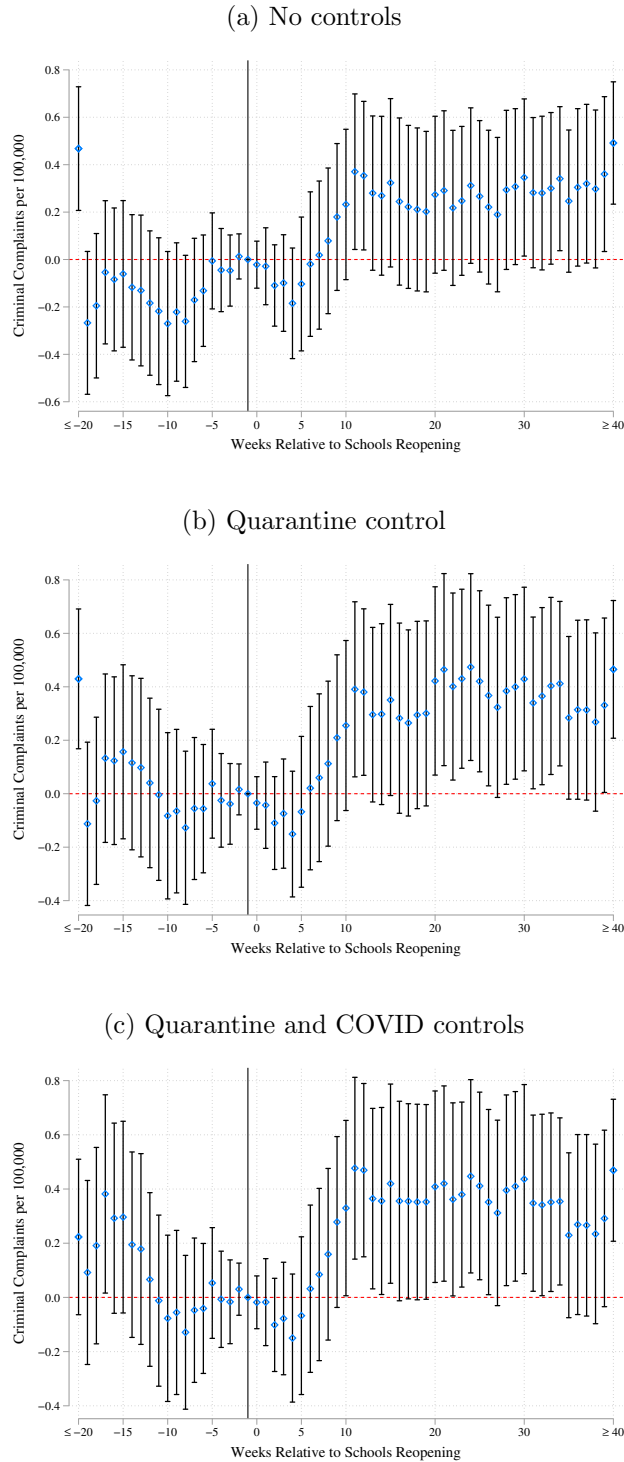 (a) No controls
Criminal Complaints per 100,000
0.8
0.6
0.4
0.2
0.0
−0.2
−0.4
−0.6
≤ −20 −15 −10 −5 0 5 10 20 30 ≥ 40
Weeks Relative to Schools Reopening
(b) Quarantine control
Criminal Complaints per 100,000
0.8
0.6
0.4
0.2
0.0
−0.2
−0.4
≤ −20 −15 −10 −5 0 5 10 20 30 ≥ 40
Weeks Relative to Schools Reopening
(c) Quarantine and COVID controls
Criminal Complaints per 100,000
0.8
0.6
0.4
0.2
0.0
−0.2
−0.4
≤ −20 −15 −10 −5 0 5 10 20 30 ≥ 40
Weeks Relative to Schools Reopening